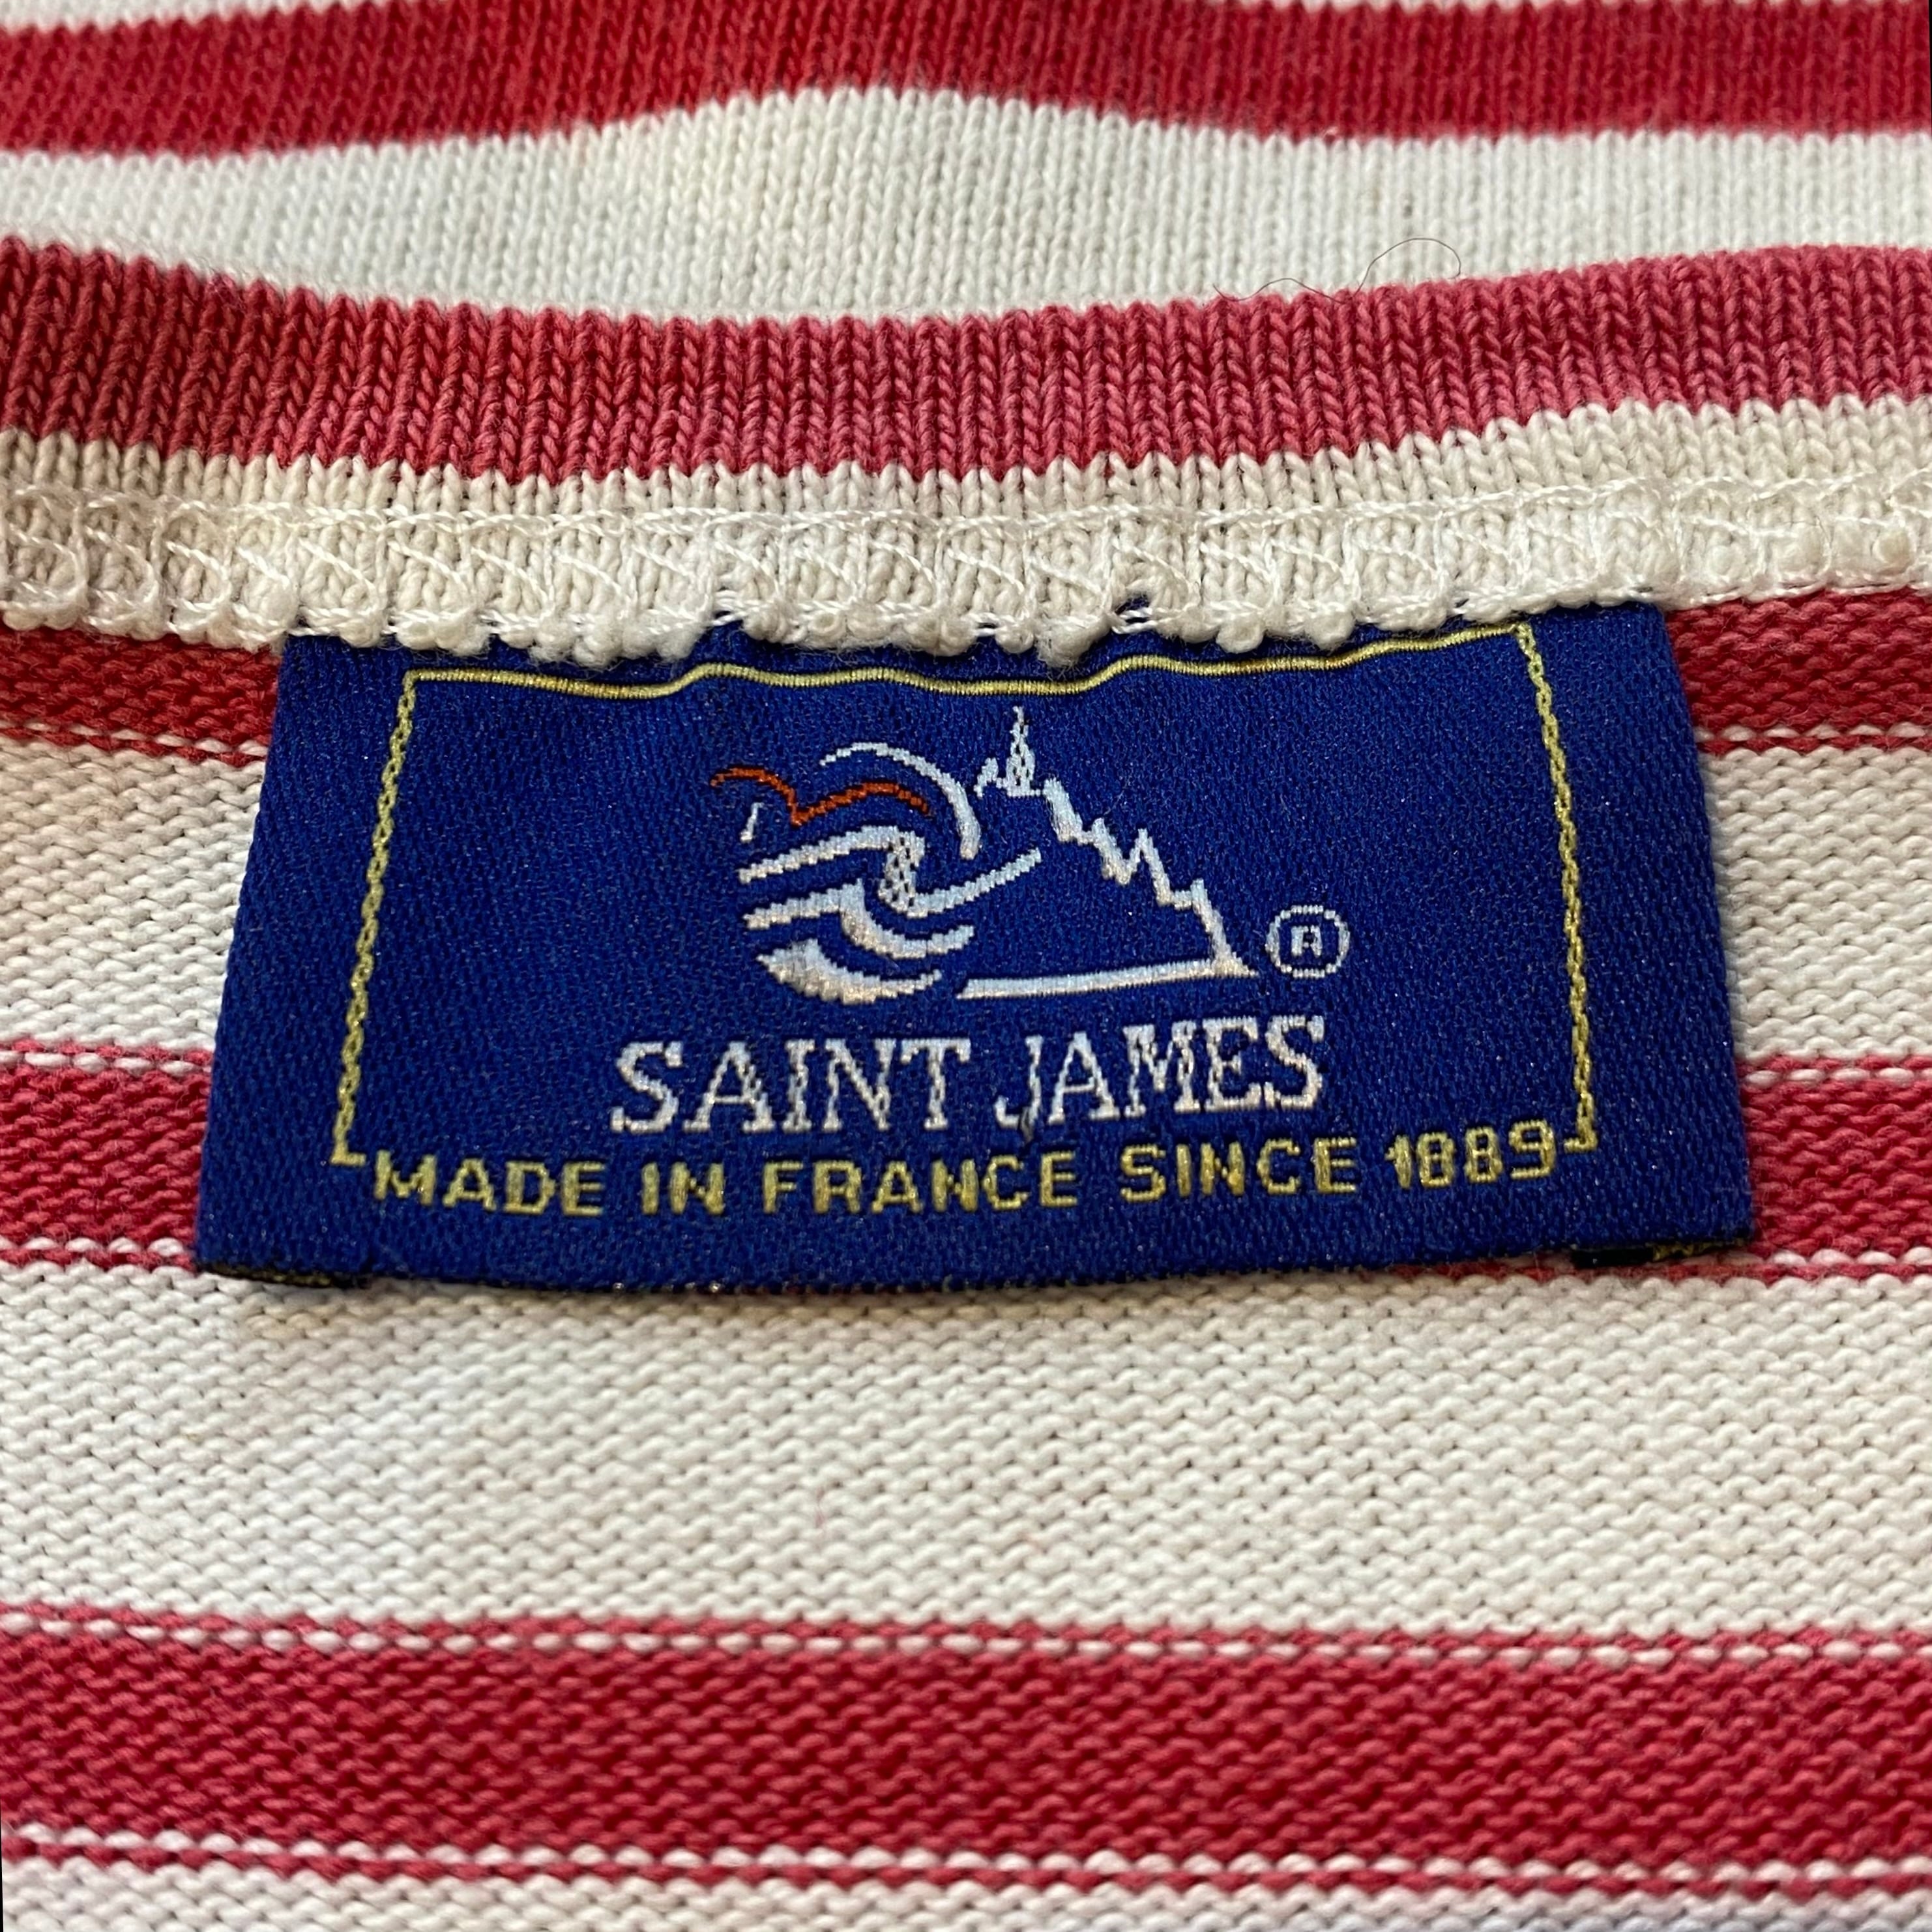 ®
SAINT JAMES
MADE IN FRANCE SINCE 1889